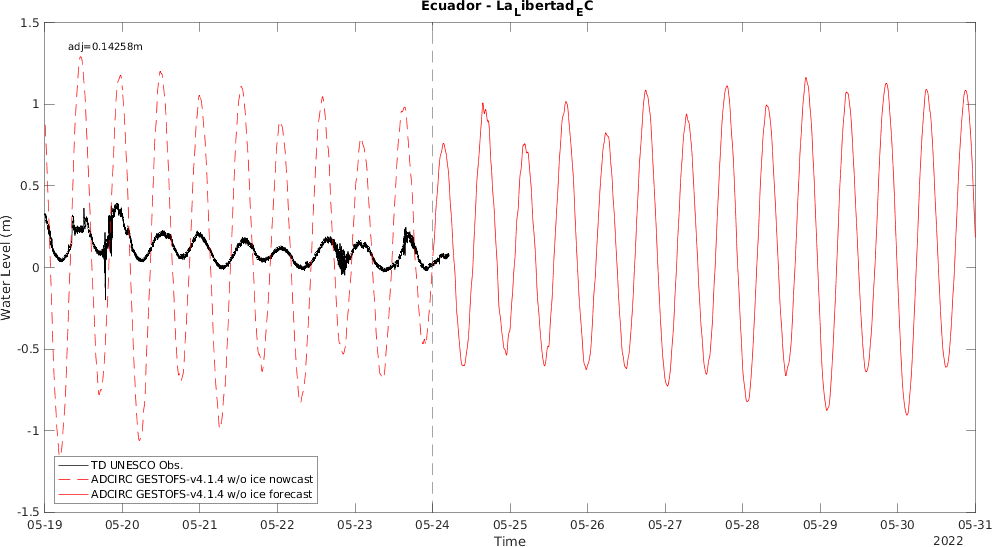 Ecuador - LaLibertadEC
adj=0.14258m
Water Level (m)
1.5
1
0.5
0
-0.5
-1
-1.5
TD UNESCO Obs.
ADCIRC GESTOFS-v4.1.4 w/o ice nowcast
ADCIRC GESTOFS-v4.1.4 w/o ice forecast
05-19 05-20 05-21 05-22 05-23 05-24 05-25 05-26 05-27 05-28 05-29 05-30 05-31
Time
2022